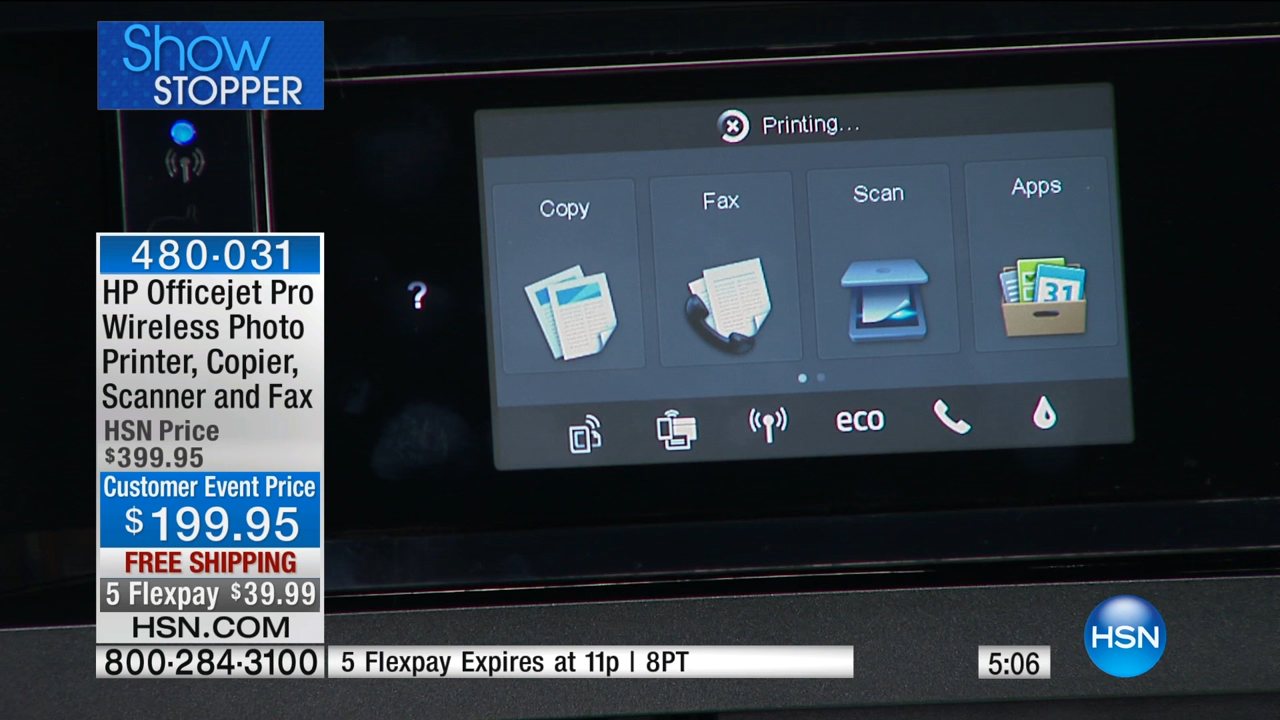 Show
STOPPER
480-031
HP Officejet Pro
Wireless Photo
Printer, Copier,
Scanner and Fax
HSN Price
$399.95
Customer Event Price
$199.95
FREE SHIPPING
5 Flexpay $39.99
HSN.COM
800-284-3100
5 Flexpay Expires at 11p | 8PT
5:06
HSN
?
Printing...
Copy
Fax
Scan
Apps
31
eco